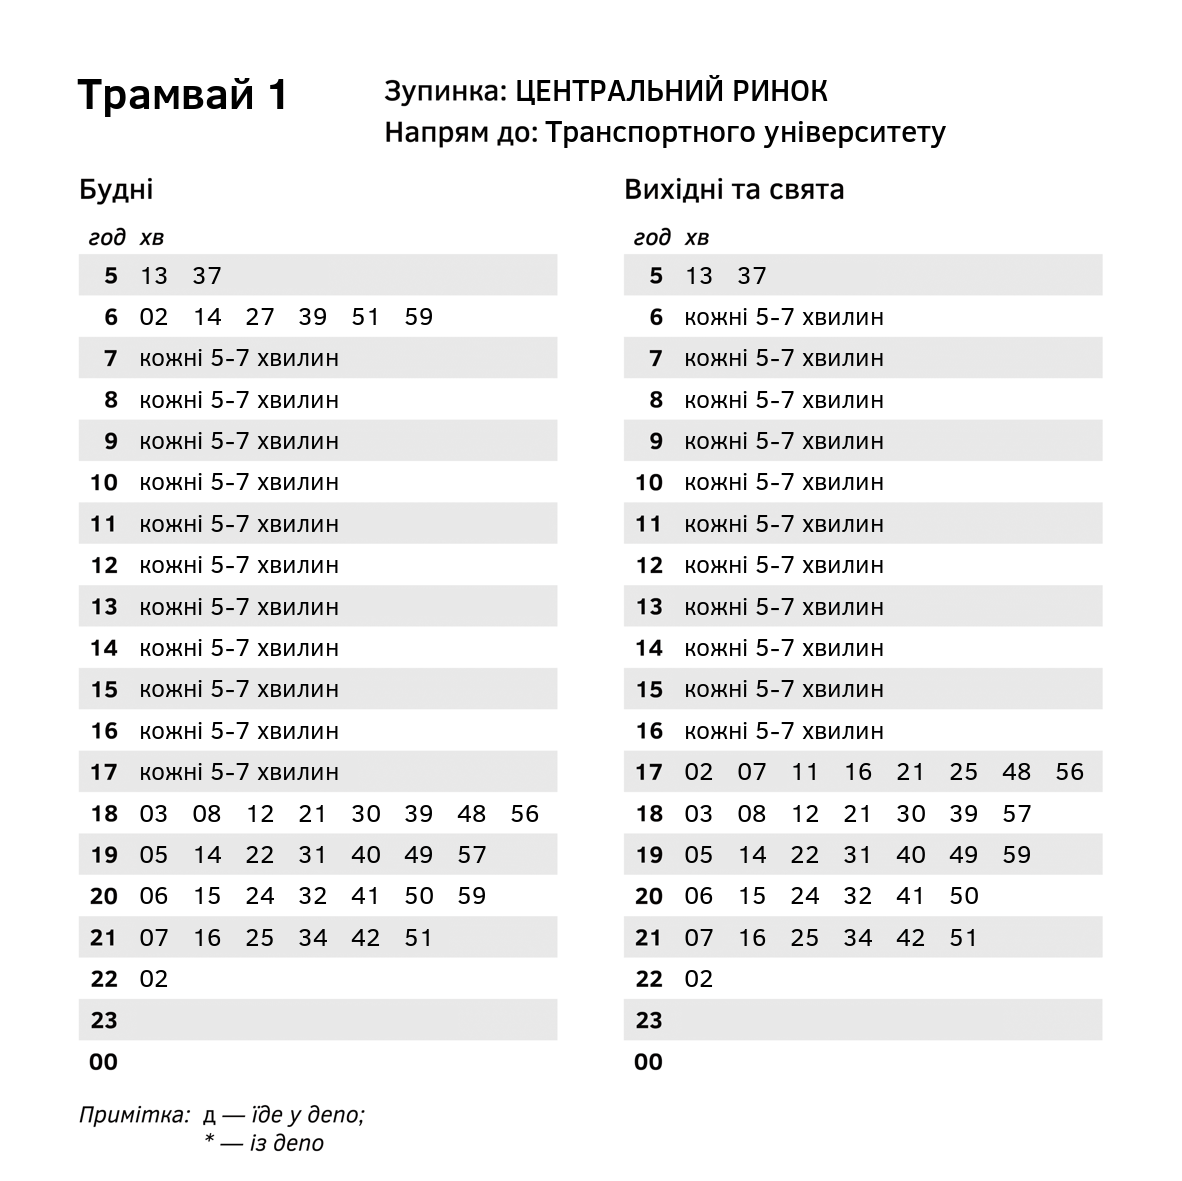 Трамвай 1
Зупинка: ЦЕНТРАЛЬНИЙ РИНОК
Напрям до: Транспортного університету
Будні
год хв
5 13 37
6 02 14 27 39 51 59
7 кожні 5-7 хвилин
8 кожні 5-7 хвилин
9 кожні 5-7 хвилин
10 кожні 5-7 хвилин
11 кожні 5-7 хвилин
12 кожні 5-7 хвилин
13 кожні 5-7 хвилин
14 кожні 5-7 хвилин
15 кожні 5-7 хвилин
16 кожні 5-7 хвилин
17 кожні 5-7 хвилин
18 03 08 12 21 30 39 48 56
19 05 14 22 31 40 49 57
20 06 15 24 32 41 50 59
21 07 16 25 34 42 51
22 02
23
00
Вихідні та свята
год хв
5 13 37
6 кожні 5-7 хвилин
7 кожні 5-7 хвилин
8 кожні 5-7 хвилин
9 кожні 5-7 хвилин
10 кожні 5-7 хвилин
11 кожні 5-7 хвилин
12 кожні 5-7 хвилин
13 кожні 5-7 хвилин
14 кожні 5-7 хвилин
15 кожні 5-7 хвилин
16 кожні 5-7 хвилин
17 02 07 11 16 21 25 48 56
18 03 08 12 21 30 39 57
19 05 14 22 31 40 49 59
20 06 15 24 32 41 50
21 07 16 25 34 42 51
22 02
23
00
Примітка: д — їде у депо;
* — із депо